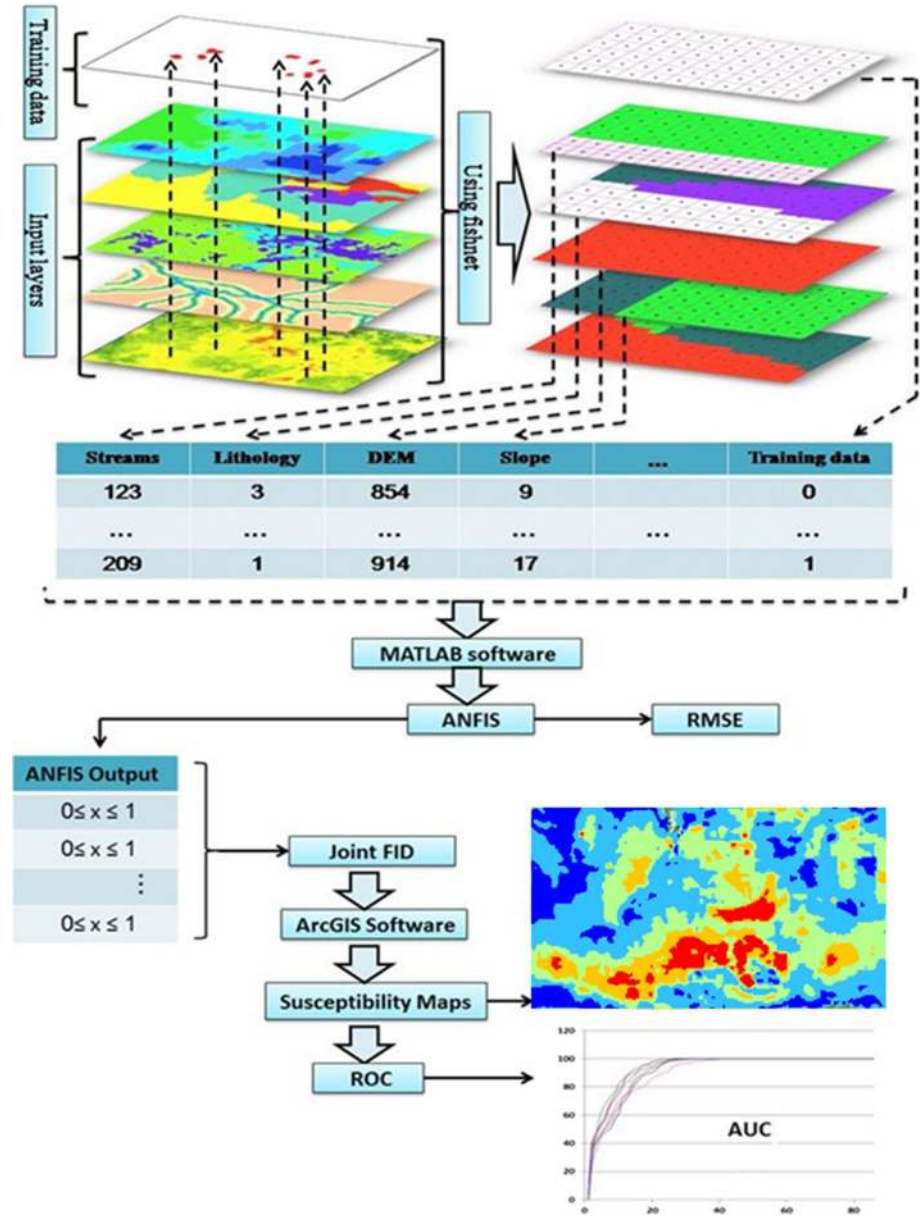 Training data
Input layers
Using fishnet
Streams Lithology DEM Slope ... Training data
123 3 854 9 0
... ... ... ... ... ...
209 1 914 17 1
MATLAB software
ANFIS
RMSE
ANFIS Output
0≤ x ≤ 1
0≤ x ≤ 1
⋮
0≤ x ≤ 1
Joint FID
ArcGIS Software
Susceptibility Maps
ROC
120
100
80
60
40
20
0
AUC
0 20 40 60 80